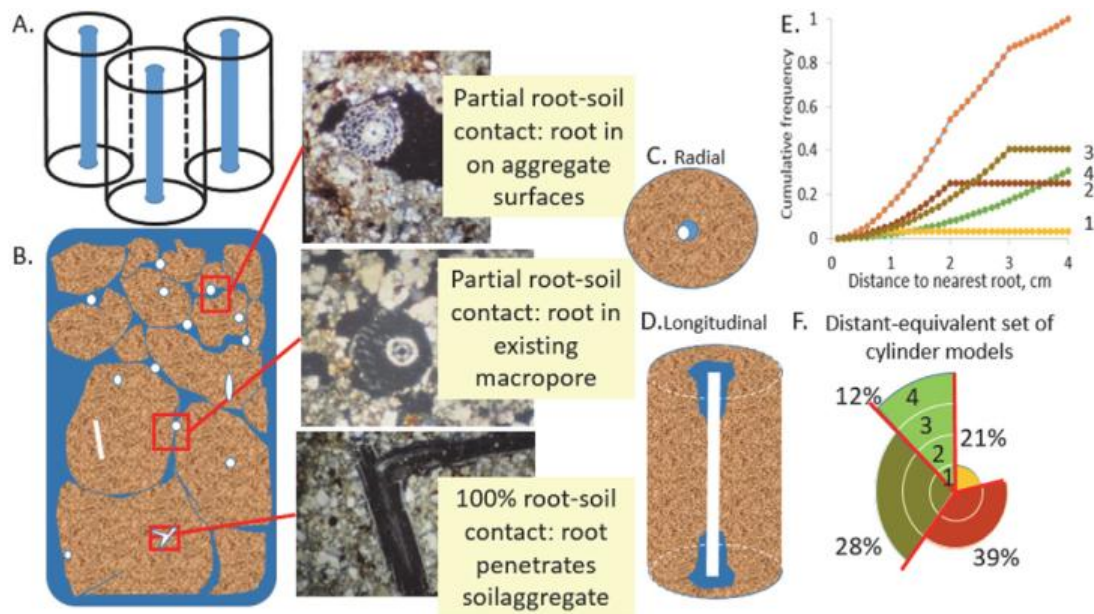 A.
Partial root-soil
contact: root in
on aggregate
surfaces
B.
Partial root-soil
contact: root in
existing
macropore
100% root-soil
contact: root
penetrates
soilaggregate
C. Radial
D. Longitudinal
E.
Cumulative frequency
1
0.8
0.6
0.4
0.2
0
0 1 2 3 4
Distance to nearest root, cm
3
4
2
1
F. Distant-equivalent set of
cylinder models
12%
4
3
2
1
21%
28%
39%